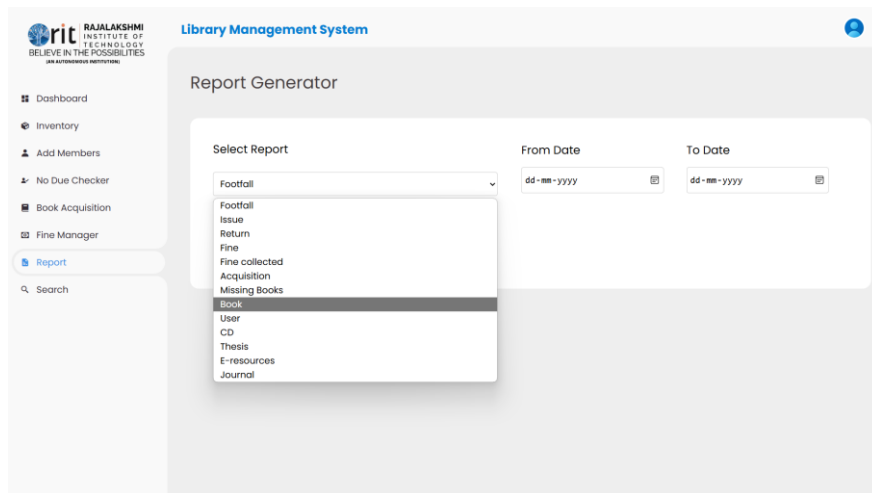 rit RAJALAKSHMI
INSTITUTE OF
TECHNOLOGY
BELIEVE IN THE POSSIBILITIES
(AN AUTONOMOUS INSTITUTION)
Library Management System
Dashboard
Inventory
Add Members
No Due Checker
Book Acquisition
Fine Manager
Report
Search
Report Generator
Select Report
From Date
To Date
Footfall
dd-mm-yyyy
dd-mm-yyyy
Footfall
Issue
Return
Fine
Fine collected
Acquisition
Missing Books
Book
User
CD
Thesis
E-resources
Journal